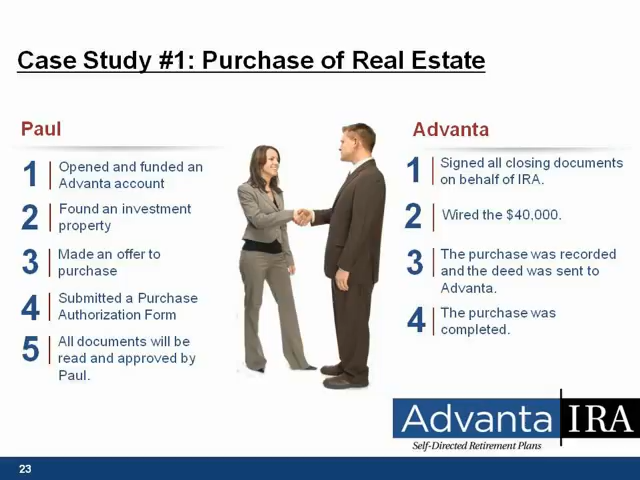 Case Study #1: Purchase of Real Estate
Paul
1 Opened and funded an
Advanta account
2 Found an investment
property
3 Made an offer to
purchase
4 Submitted a Purchase
Authorization Form
5 All documents will be
read and approved by
Paul.
Advanta
1 Signed all closing documents
on behalf of IRA.
2 Wired the $40,000.
3 The purchase was recorded
and the deed was sent to
Advanta.
4 The purchase was
completed.
Advanta IRA
Self-Directed Retirement Plans
23